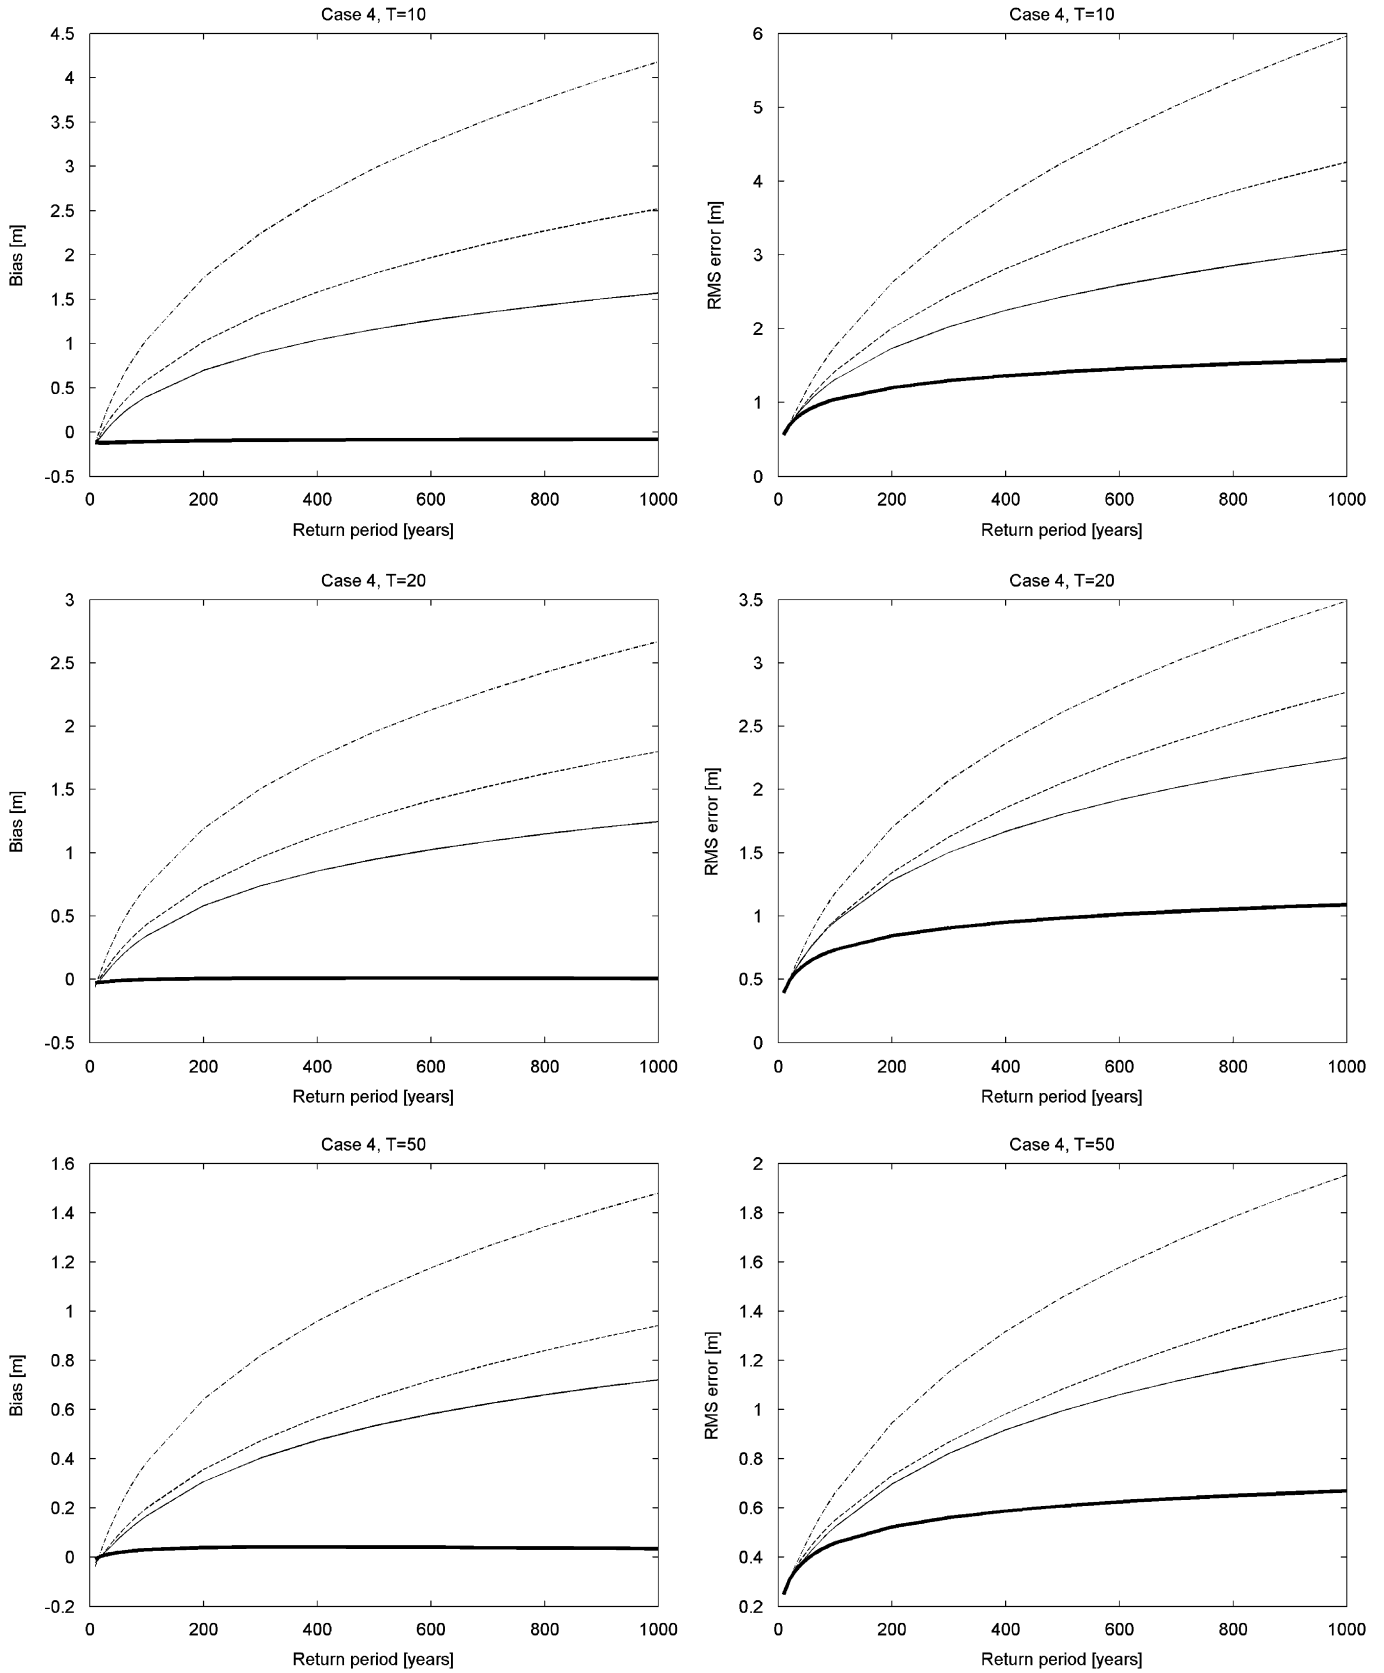 Case 4, T=10
4.5
4
3.5
3
2.5
2
1.5
1
0.5
0
-0.5
Bias [m]
0 200 400 600 800 1000
Return period [years]
Case 4, T=10
6
5
4
3
2
1
0
RMS error [m]
0 200 400 600 800 1000
Return period [years]
Case 4, T=20
3
2.5
2
1.5
1
0.5
0
-0.5
Bias [m]
0 200 400 600 800 1000
Return period [years]
Case 4, T=20
3.5
3
2.5
2
1.5
1
0.5
0
RMS error [m]
0 200 400 600 800 1000
Return period [years]
Case 4, T=50
1.6
1.4
1.2
1
0.8
0.6
0.4
0.2
0
-0.2
Bias [m]
0 200 400 600 800 1000
Return period [years]
Case 4, T=50
2
1.8
1.6
1.4
1.2
1
0.8
0.6
0.4
0.2
RMS error [m]
0 200 400 600 800 1000
Return period [years]